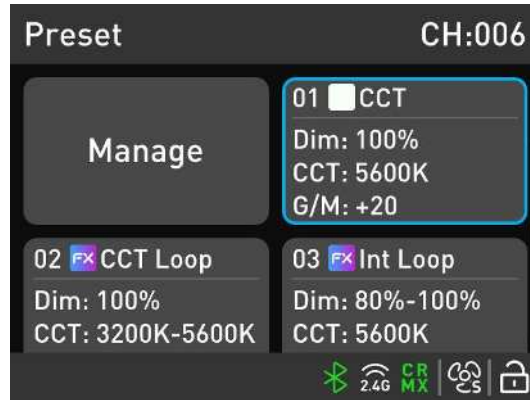 Preset CH:006
Manage
01 CCT
Dim: 100%
CCT: 5600K
G/M: +20
02 FX CCT Loop
Dim: 100%
CCT: 3200K-5600K
03 FX Int Loop
Dim: 80%-100%
CCT: 5600K
2.4G CR MX S